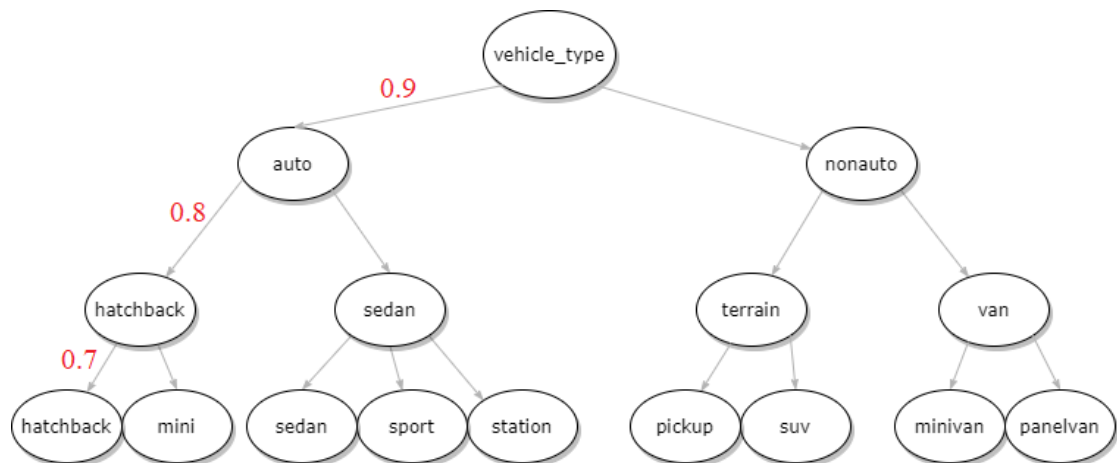 vehicle_type
0.9
auto
nonauto
0.8
hatchback
sedan
terrain
van
0.7
hatchback
mini
sedan
sport
station
pickup
suv
minivan
panelvan